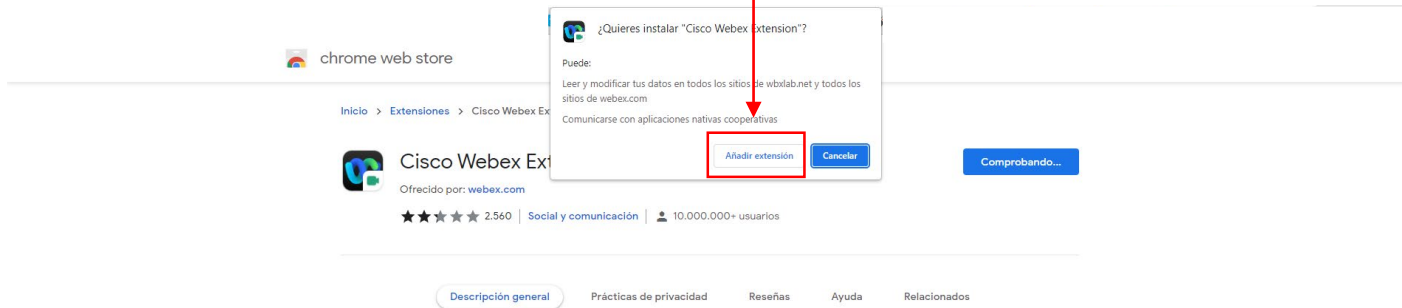 ¿Quieres instalar "Cisco Webex Extension"?
chrome web store
Puede:
Leer y modificar tus datos en todos los sitios de wbxlab.net y todos los
sitios de webex.com
Inicio > Extensiones > Cisco Webex Ex
Comunicarse con aplicaciones nativas cooperativas
Añadir extensión Cancelar
Cisco Webex Ext
Comprobando...
Ofrecido por: webex.com
2.560 | Social y comunicación | 10.000.000+ usuarios
Descripción general Prácticas de privacidad Reseñas Ayuda Relacionados